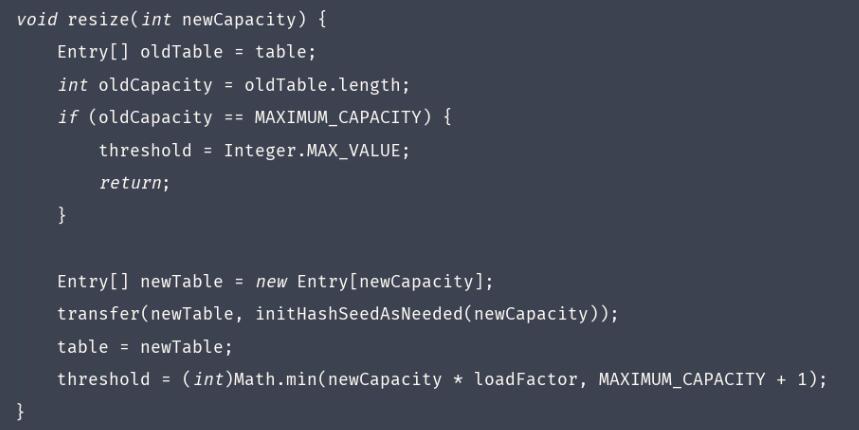 void resize(int newCapacity) {
    Entry[] oldTable = table;
    int oldCapacity = oldTable.length;
    if (oldCapacity == MAXIMUM_CAPACITY) {
        threshold = Integer.MAX_VALUE;
        return;
    }

    Entry[] newTable = new Entry[newCapacity];
    transfer(newTable, initHashSeedAsNeeded(newCapacity));
    table = newTable;
    threshold = (int)Math.min(newCapacity * loadFactor, MAXIMUM_CAPACITY + 1);
}